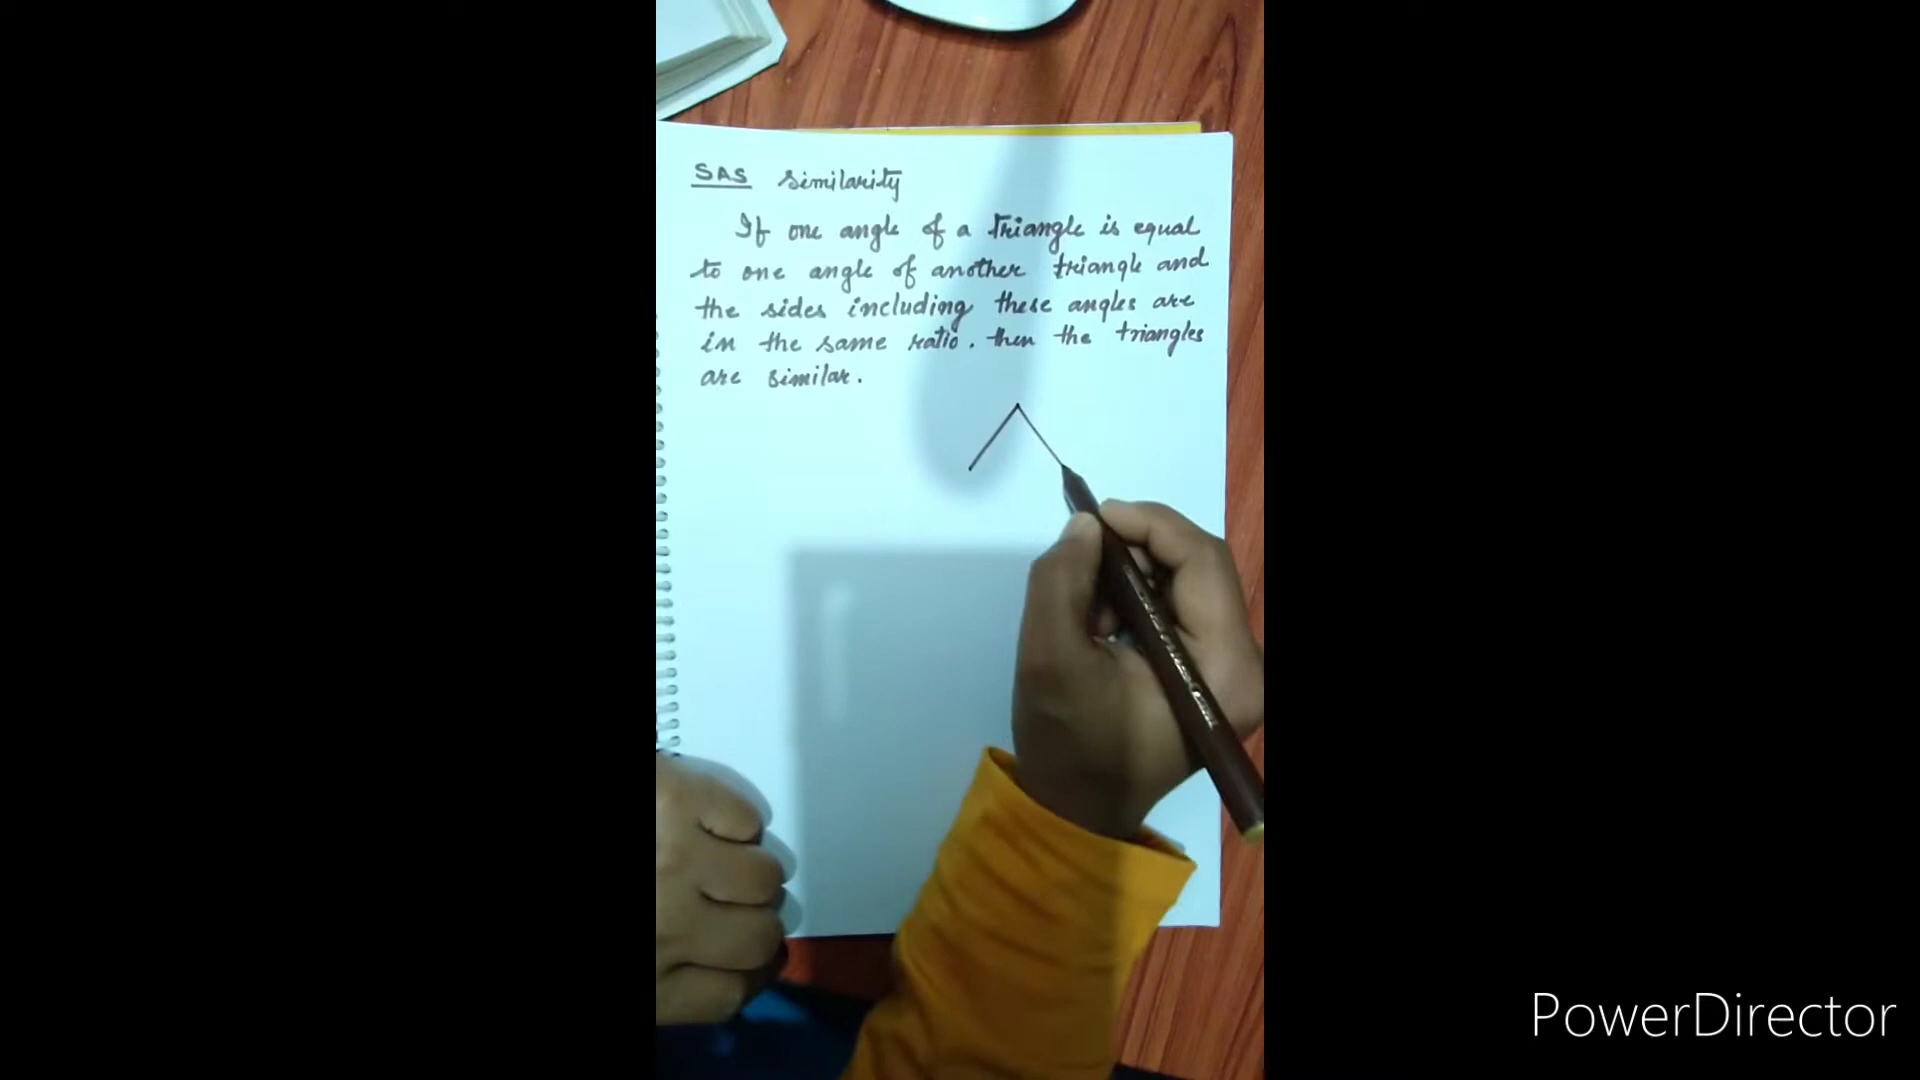 SAS Similarity
If one angle of a triangle is equal
to one angle of another triangle and
the sides including these angles are
in the same ratio. then the triangles
are similar.
PowerDirector